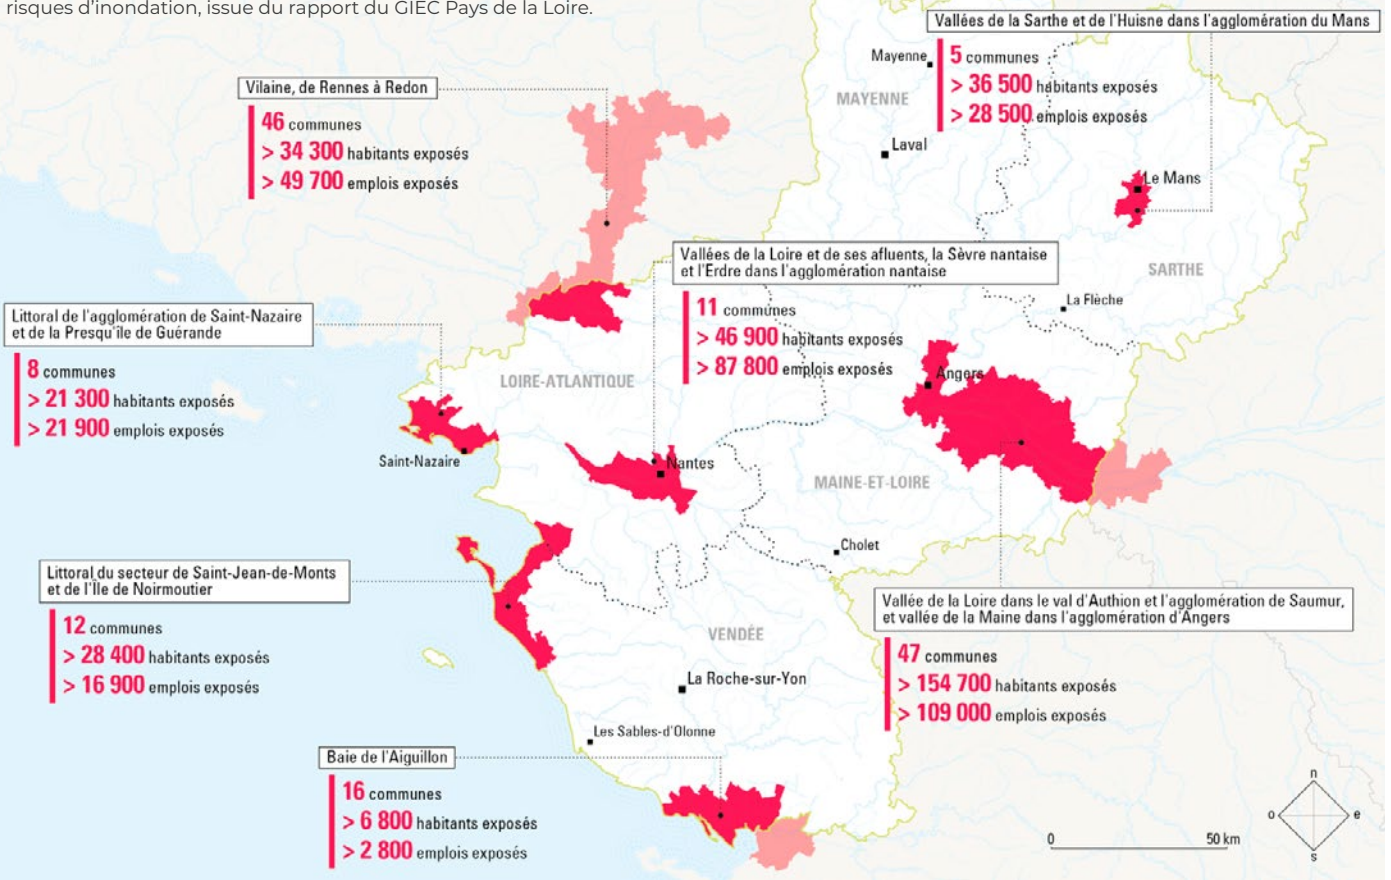 risques d'inondation, issue du rapport du GIEC Pays de la Loire.
Vallées de la Sarthe et de l'Huisne dans l'agglomération du Mans
5 communes
> 36 500 habitants exposés
> 28 500 emplois exposés
Mayenne
MAYENNE
Laval
Vilaine, de Rennes à Redon
46 communes
> 34 300 habitants exposés
> 49 700 emplois exposés
Le Mans
SARTHE
La Flèche
Vallées de la Loire et de ses afluents, la Sèvre nantaise
et l'Erdre dans l'agglomération nantaise
11 communes
> 46 900 habitants exposés
> 87 800 emplois exposés
Littoral de l'agglomération de Saint-Nazaire
et de la Presqu'île de Guérande
8 communes
> 21 300 habitants exposés
> 21 900 emplois exposés
LOIRE-ATLANTIQUE
Angers
Saint-Nazaire
Nantes
MAINE-ET-LOIRE
Cholet
Littoral du secteur de Saint-Jean-de-Monts
et de l'Île de Noirmoutier
12 communes
> 28 400 habitants exposés
> 16 900 emplois exposés
Vallée de la Loire dans le val d'Authion et l'agglomération de Saumur,
et vallée de la Maine dans l'agglomération d'Angers
47 communes
> 154 700 habitants exposés
> 109 000 emplois exposés
VENDÉE
La Roche-sur-Yon
Les Sables-d'Olonne
Baie de l'Aiguillon
16 communes
> 6 800 habitants exposés
> 2 800 emplois exposés
0 50 km
n
o e
s